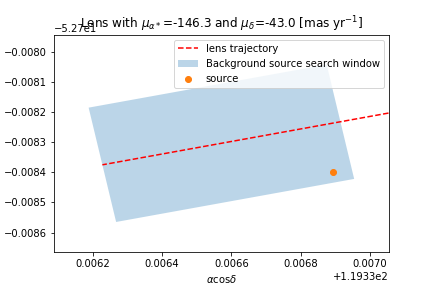 Lens with μα* =-146.3 and μδ=-43.0 [mas yr⁻¹]
−5.27e1
lens trajectory
Background source search window
source
−0.0080
−0.0081
−0.0082
−0.0083
−0.0084
−0.0085
−0.0086
0.0062 0.0064 0.0066 0.0068 0.0070
+1.1933e2
αcosδ